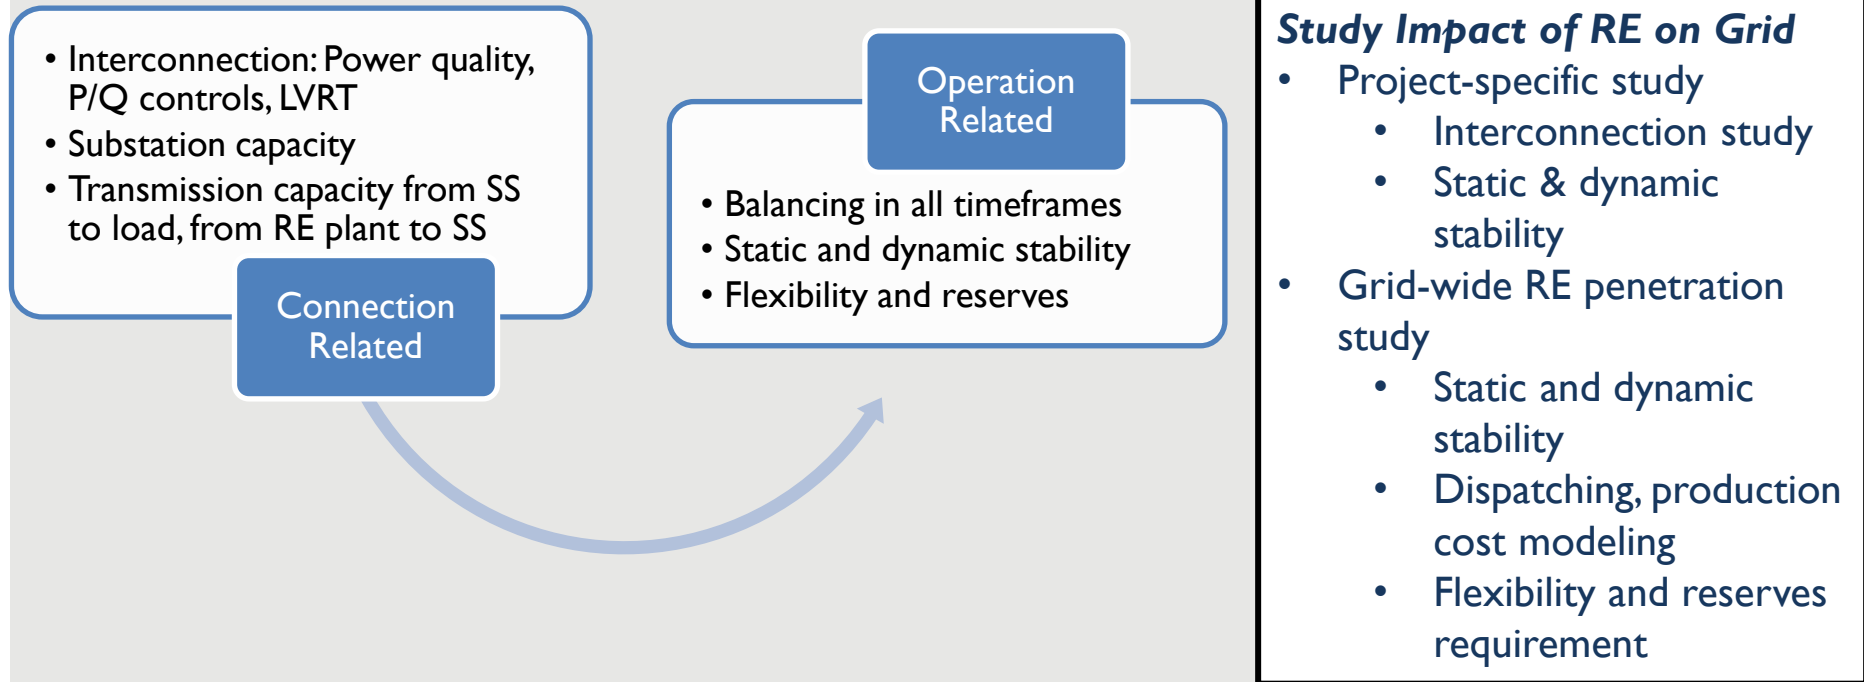 • Interconnection: Power quality,
P/Q controls, LVRT
• Substation capacity
• Transmission capacity from SS
to load, from RE plant to SS
Connection
Related
Operation
Related
• Balancing in all timeframes
• Static and dynamic stability
• Flexibility and reserves
Study Impact of RE on Grid
• Project-specific study
• Interconnection study
• Static & dynamic
stability
• Grid-wide RE penetration
study
• Static and dynamic
stability
• Dispatching, production
cost modeling
• Flexibility and reserves
requirement